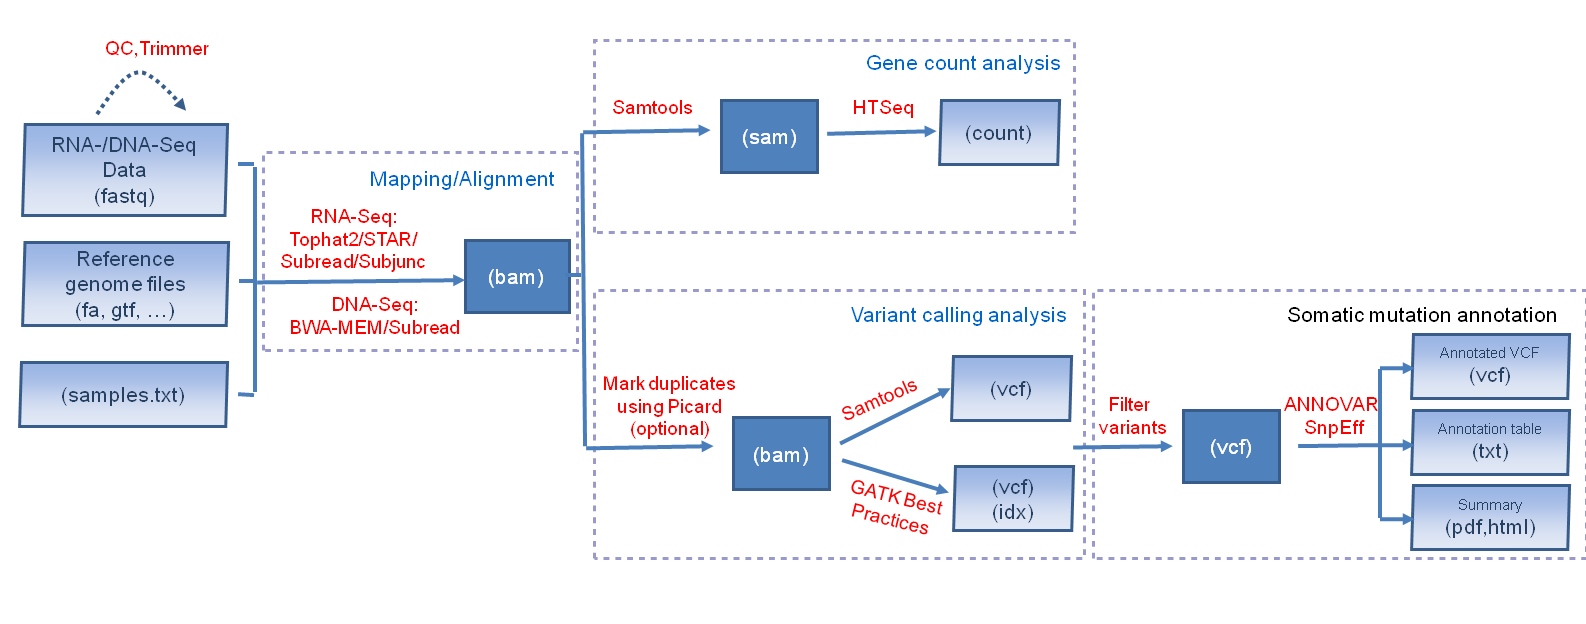 QC,Trimmer
RNA-/DNA-Seq
Data
(fastq)
Reference
genome files
(fa, gtf, …)
(samples.txt)
Mapping/Alignment
RNA-Seq:
Tophat2/STAR/
Subread/Subjunc
DNA-Seq:
BWA-MEM/Subread
(bam)
Gene count analysis
Samtools
(sam)
HTSeq
(count)
Variant calling analysis
Mark duplicates
using Picard
(optional)
(bam)
Samtools
(vcf)
GATK Best
Practices
(vcf)
(idx)
Somatic mutation annotation
Filter
variants
(vcf)
ANNOVAR
SnpEff
Annotated VCF
(vcf)
Annotation table
(txt)
Summary
(pdf,html)